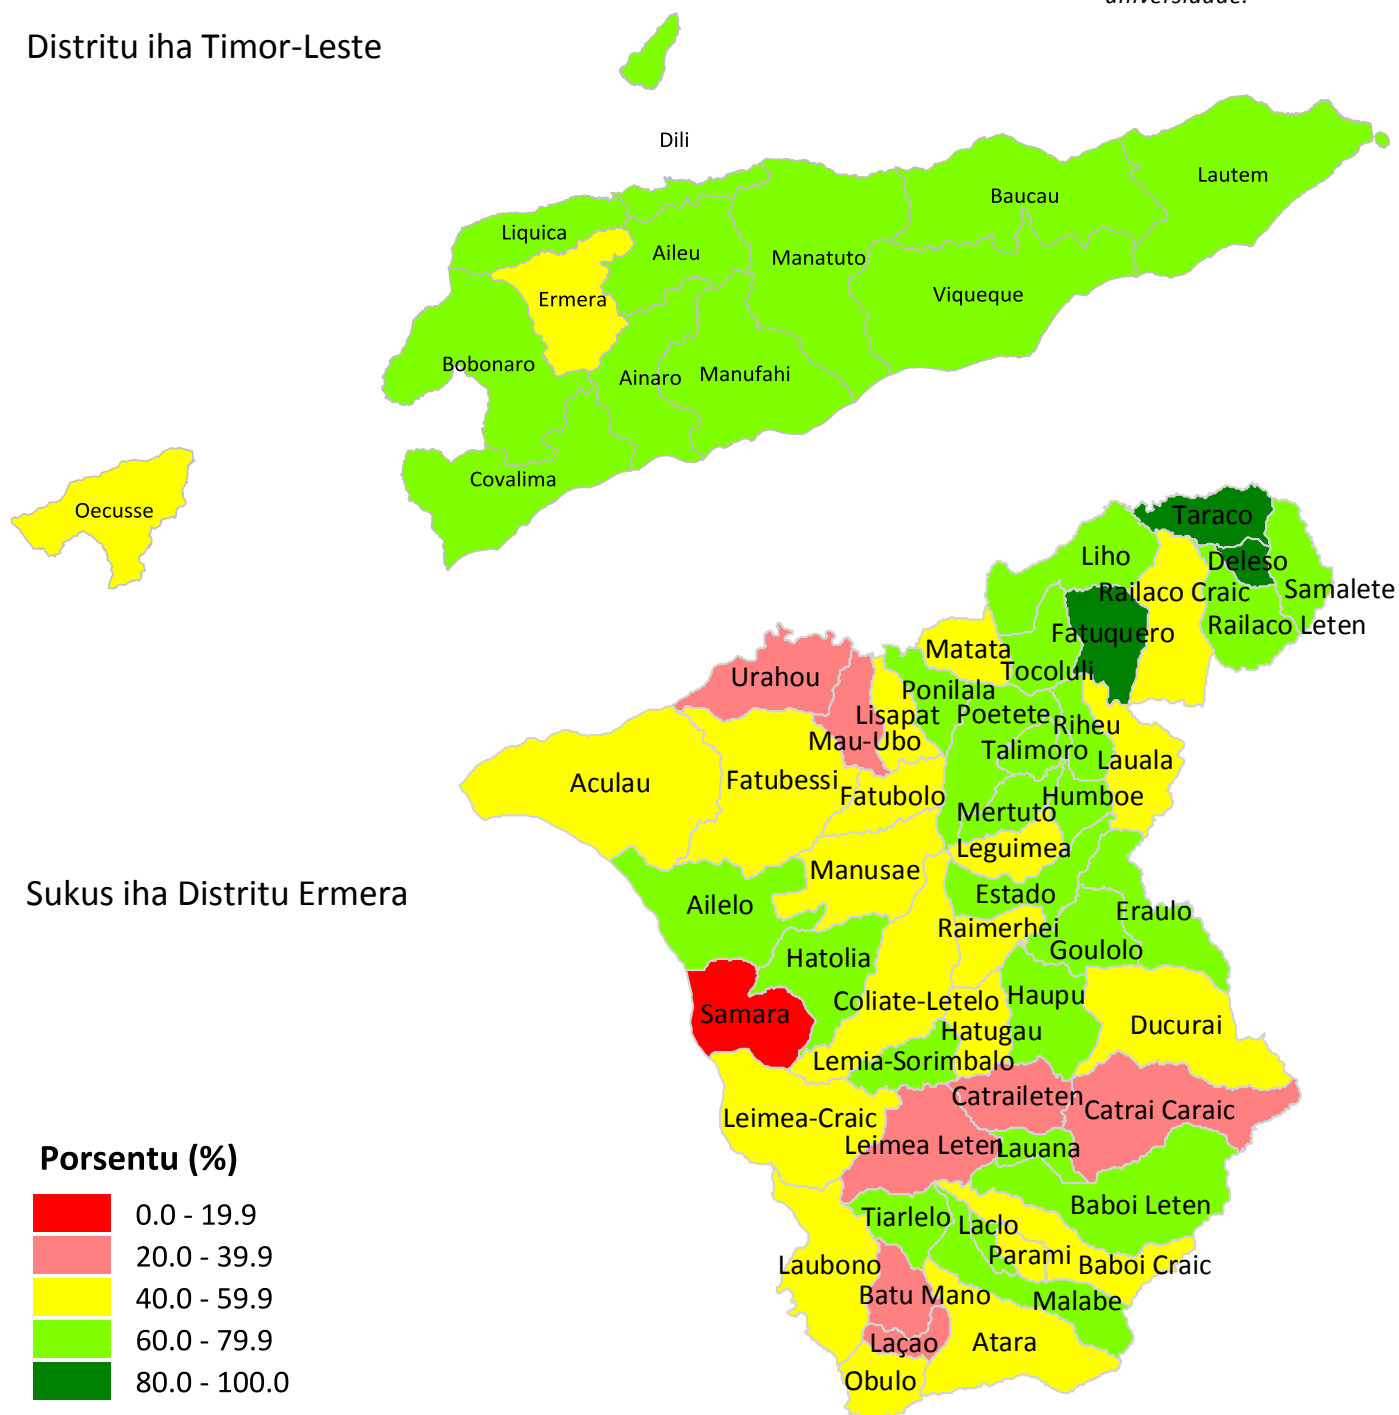 universidade.
Distritu iha Timor-Leste
Dili
Lautem
Baucau
Liquica
Aileu
Manatuto
Viqueque
Ermera
Bobonaro
Ainaro
Manufahi
Covalima
Oecusse
Taraco
Liho
Deleso
Railaco Craic
Samalete
Fatuquero
Railaco Leten
Matata
Tocoluli
Urahou
Ponilala
Lisapat
Poetete
Riheu
Mau-Ubo
Talimoro
Lauala
Aculau
Fatubessi
Fatubolo
Humboe
Mertuto
Leguimea
Manusae
Sukus iha Distritu Ermera
Estado
Ailelo
Eraulo
Raimerhei
Goulolo
Hatolia
Haupu
Coliate-Letelo
Samara
Ducurai
Hatugau
Lemia-Sorimbalo
Catraileten
Catrai Caraic
Leimea-Craic
Leimea Leten
Lauana
Baboi Leten
Tiarlelo
Laclo
Parami
Laubono
Baboi Craic
Batu Mano
Malabe
Laçao
Atara
Obulo
Porsentu (%)
0.0 - 19.9
20.0 - 39.9
40.0 - 59.9
60.0 - 79.9
80.0 - 100.0